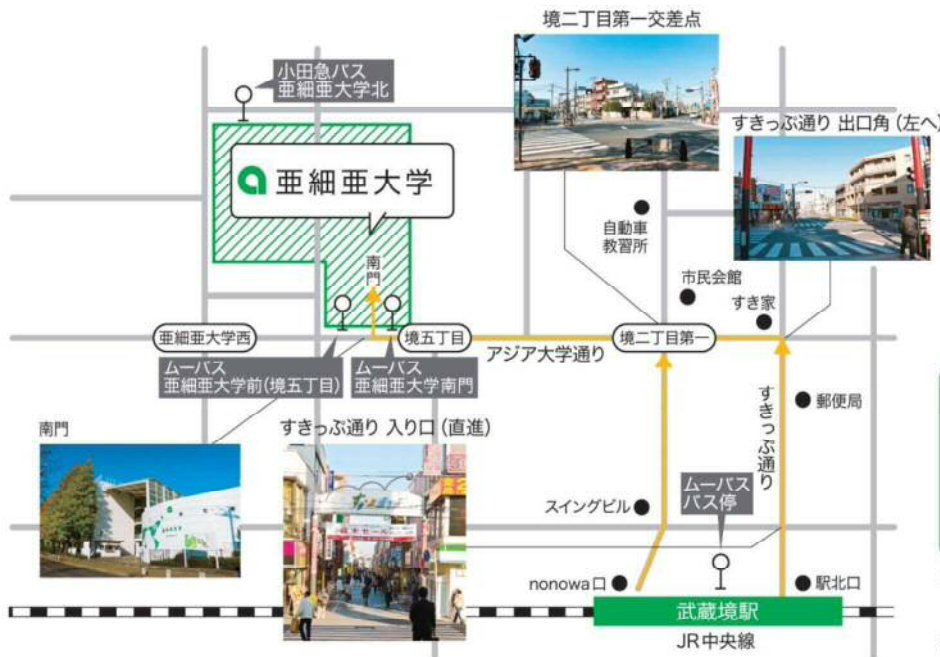 境二丁目第一交差点
小田急バス
亜細亜大学北
すきっぷ通り 出口角 (左へ)
亜細亜大学
自動車
教習所
南門
市民会館
すき家
亜細亜大学西
境五丁目
アジア大学通り
境二丁目第一
ムーバス
亜細亜大学前(境五丁目)
ムーバス
亜細亜大学南門
すきっぷ通り
郵便局
南門
すきっぷ通り 入り口 (直進)
ムーバス
バス停
スイングビル
nonowa口
駅北口
武蔵境駅
JR中央線